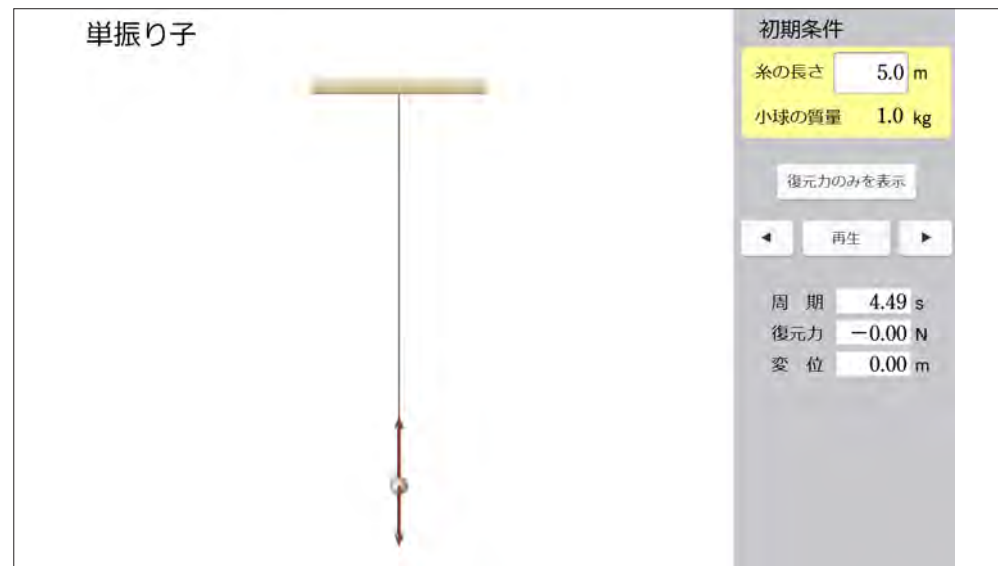 単振り子
初期条件
糸の長さ 5.0 m
小球の質量 1.0 kg
復元力のみを表示
◀ 再生 ▶
周 期 4.49 s
復元力 −0.00 N
変 位 0.00 m